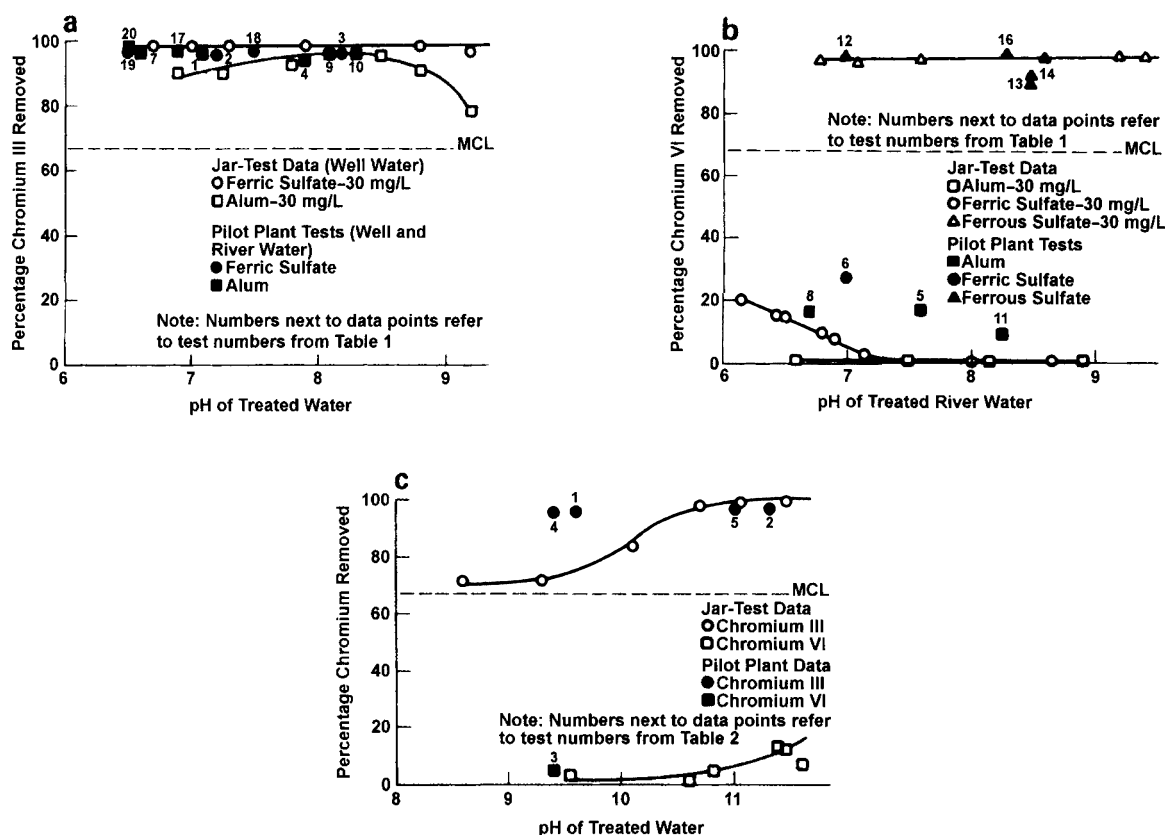 a
Percentage Chromium III Removed
100
80
60
40
20
0
20
17
18
3
19
7
1
2
4
9
10
MCL
Jar-Test Data (Well Water)
Ferric Sulfate–30 mg/L
Alum–30 mg/L
Pilot Plant Tests (Well and
River Water)
Ferric Sulfate
Alum
Note: Numbers next to data points refer
to test numbers from Table 1
6
7
8
9
pH of Treated Water
b
Percentage Chromium VI Removed
100
80
60
40
20
0
12
16
13
14
Note: Numbers next to data points refer
to test numbers from Table 1
MCL
Jar-Test Data
Alum–30 mg/L
Ferric Sulfate–30 mg/L
Ferrous Sulfate–30 mg/L
Pilot Plant Tests
Alum
Ferric Sulfate
Ferrous Sulfate
6
8
5
11
6
7
8
9
pH of Treated River Water
c
Percentage Chromium Removed
100
80
60
40
20
0
1
4
5
2
MCL
Jar-Test Data
Chromium III
Chromium VI
Pilot Plant Data
Chromium III
Chromium VI
Note: Numbers next to data points refer
to test numbers from Table 2
3
8
9
10
11
pH of Treated Water